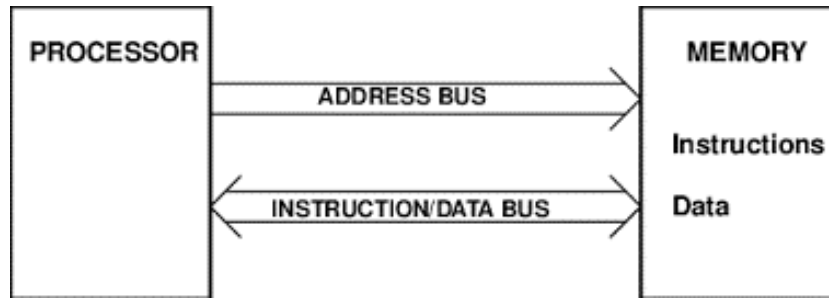 PROCESSOR
MEMORY
ADDRESS BUS
Instructions
INSTRUCTION/DATA BUS
Data